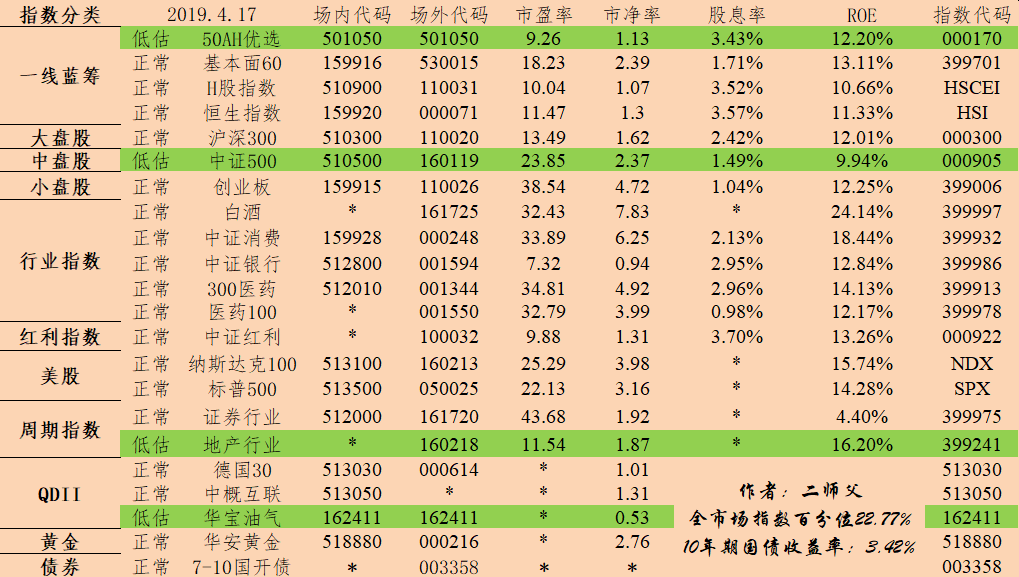 指数分类 2019.4.17 场内代码 场外代码 市盈率 市净率 股息率 ROE 指数代码
一线蓝筹 低估 50AH优选 501050 501050 9.26 1.13 3.43% 12.20% 000170
正常 基本面60 159916 530015 18.23 2.39 1.71% 13.11% 399701
正常 H股指数 510900 110031 10.04 1.07 3.52% 10.66% HSCEI
正常 恒生指数 159920 000071 11.47 1.3 3.57% 11.33% HSI
大盘股 正常 沪深300 510300 110020 13.49 1.62 2.42% 12.01% 000300
中盘股 低估 中证500 510500 160119 23.85 2.37 1.49% 9.94% 000905
小盘股 正常 创业板 159915 110026 38.54 4.72 1.04% 12.25% 399006
行业指数 正常 白酒 * 161725 32.43 7.83 * 24.14% 399997
正常 中证消费 159928 000248 33.89 6.25 2.13% 18.44% 399932
正常 中证银行 512800 001594 7.32 0.94 2.95% 12.84% 399986
正常 300医药 512010 001344 34.81 4.92 2.96% 14.13% 399913
正常 医药100 * 001550 32.79 3.99 0.98% 12.17% 399978
红利指数 正常 中证红利 * 100032 9.88 1.31 3.70% 13.26% 000922
美股 正常 纳斯达克100 513100 160213 25.29 3.98 * 15.74% NDX
正常 标普500 513500 050025 22.13 3.16 * 14.28% SPX
周期指数 正常 证券行业 512000 161720 43.68 1.92 * 4.40% 399975
低估 地产行业 * 160218 11.54 1.87 * 16.20% 399241
QDII 正常 德国30 513030 000614 * 1.01 513030
正常 中概互联 513050 * * 1.31 作者：二师父 513050
低估 华宝油气 162411 162411 * 0.53 全市场指数百分位22.77% 162411
黄金 正常 华安黄金 518880 000216 * 2.76 10年期国债收益率：3.42% 518880
债券 正常 7-10国开债 * 003358 * * 003358